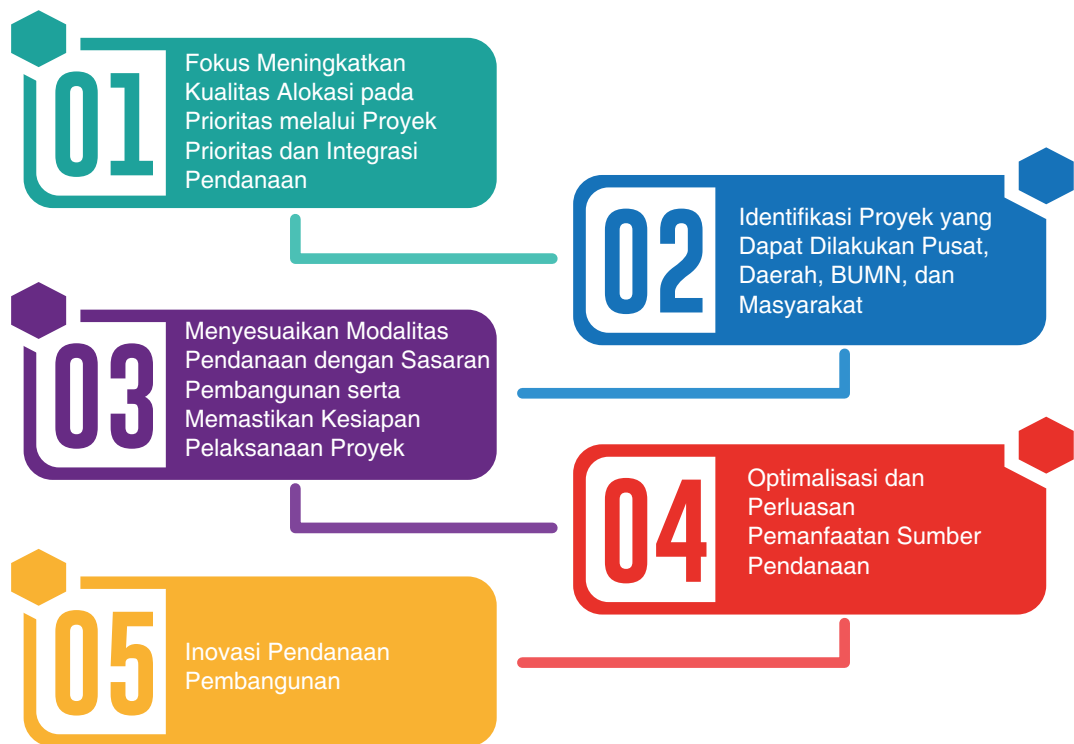 01
Fokus Meningkatkan
Kualitas Alokasi pada
Prioritas melalui Proyek
Prioritas dan Integrasi
Pendanaan
02
Identifikasi Proyek yang
Dapat Dilakukan Pusat,
Daerah, BUMN, dan
Masyarakat
03
Menyesuaikan Modalitas
Pendanaan dengan Sasaran
Pembangunan serta
Memastikan Kesiapan
Pelaksanaan Proyek
04
Optimalisasi dan
Perluasan
Pemanfaatan Sumber
Pendanaan
05
Inovasi Pendanaan
Pembangunan